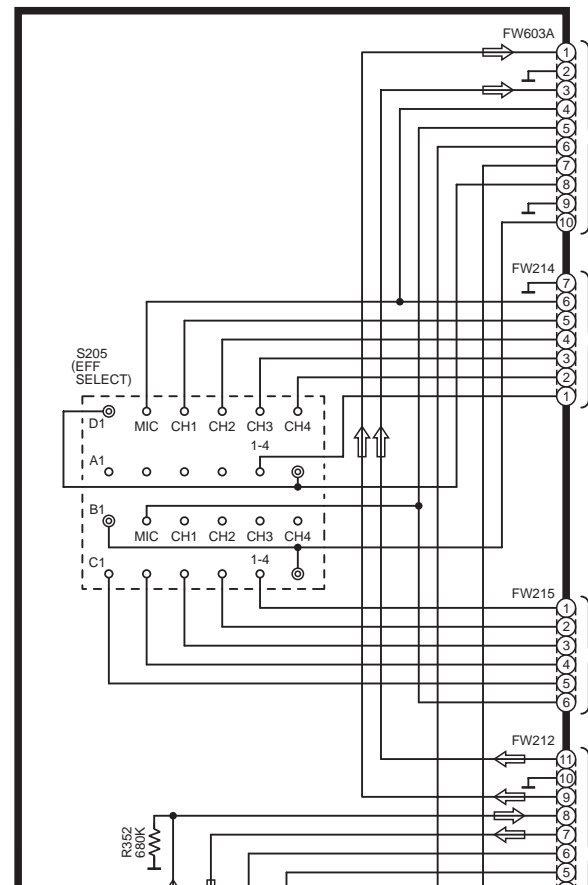 FW603A
1
2
3
4
5
6
7
8
9
10
FW214
7
6
5
4
3
2
1
S205
(EFF
SELECT)
D1 MIC CH1 CH2 CH3 CH4
1-4
A1
B1
MIC CH1 CH2 CH3 CH4
C1 1-4
FW215
1
2
3
4
5
6
FW212
11
10
9
8
7
6
5
R352
680K